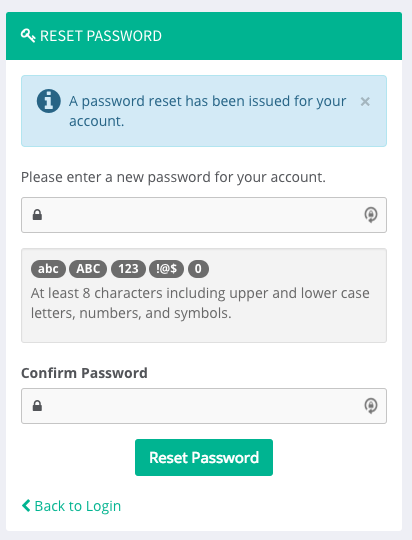 RESET PASSWORD
A password reset has been issued for your
account.
×
Please enter a new password for your account.
abc ABC 123 !@$ 0
At least 8 characters including upper and lower case
letters, numbers, and symbols.
Confirm Password
Reset Password
Back to Login